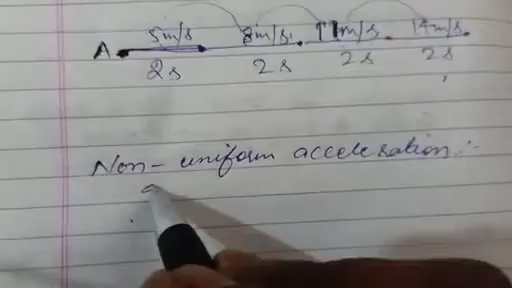 5m/s 8m/s 11m/s 14m/s
A
2s 2s 2s 2s
Non-uniform acceleration :-